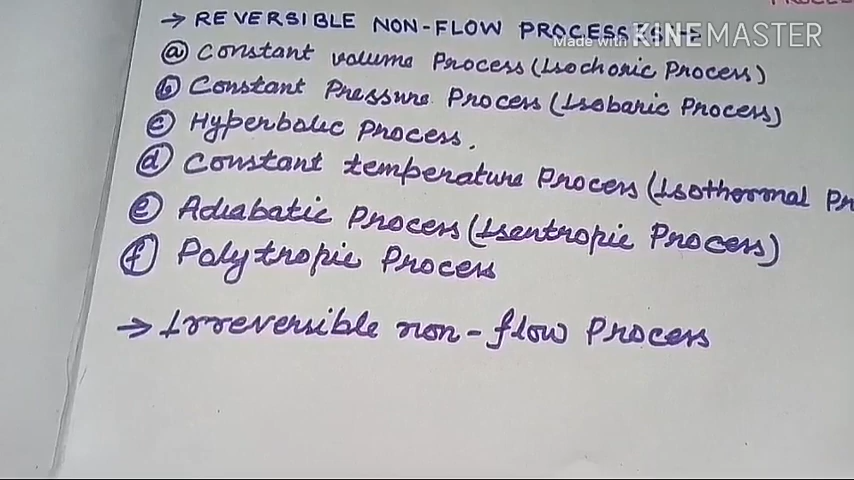 → REVERSIBLE NON-FLOW PROCESSES:-
Made with KINEMASTER
ⓐ Constant volume Process (Isochoric Process)
ⓑ Constant Pressure Process (Isobaric Process)
ⓒ Hyperbolic Process.
ⓓ Constant temperature Process (Isothermal Pr
ⓔ Adiabatic Process (Isentropic Process)
ⓕ Polytropic Process
→ Irreversible non-flow Process